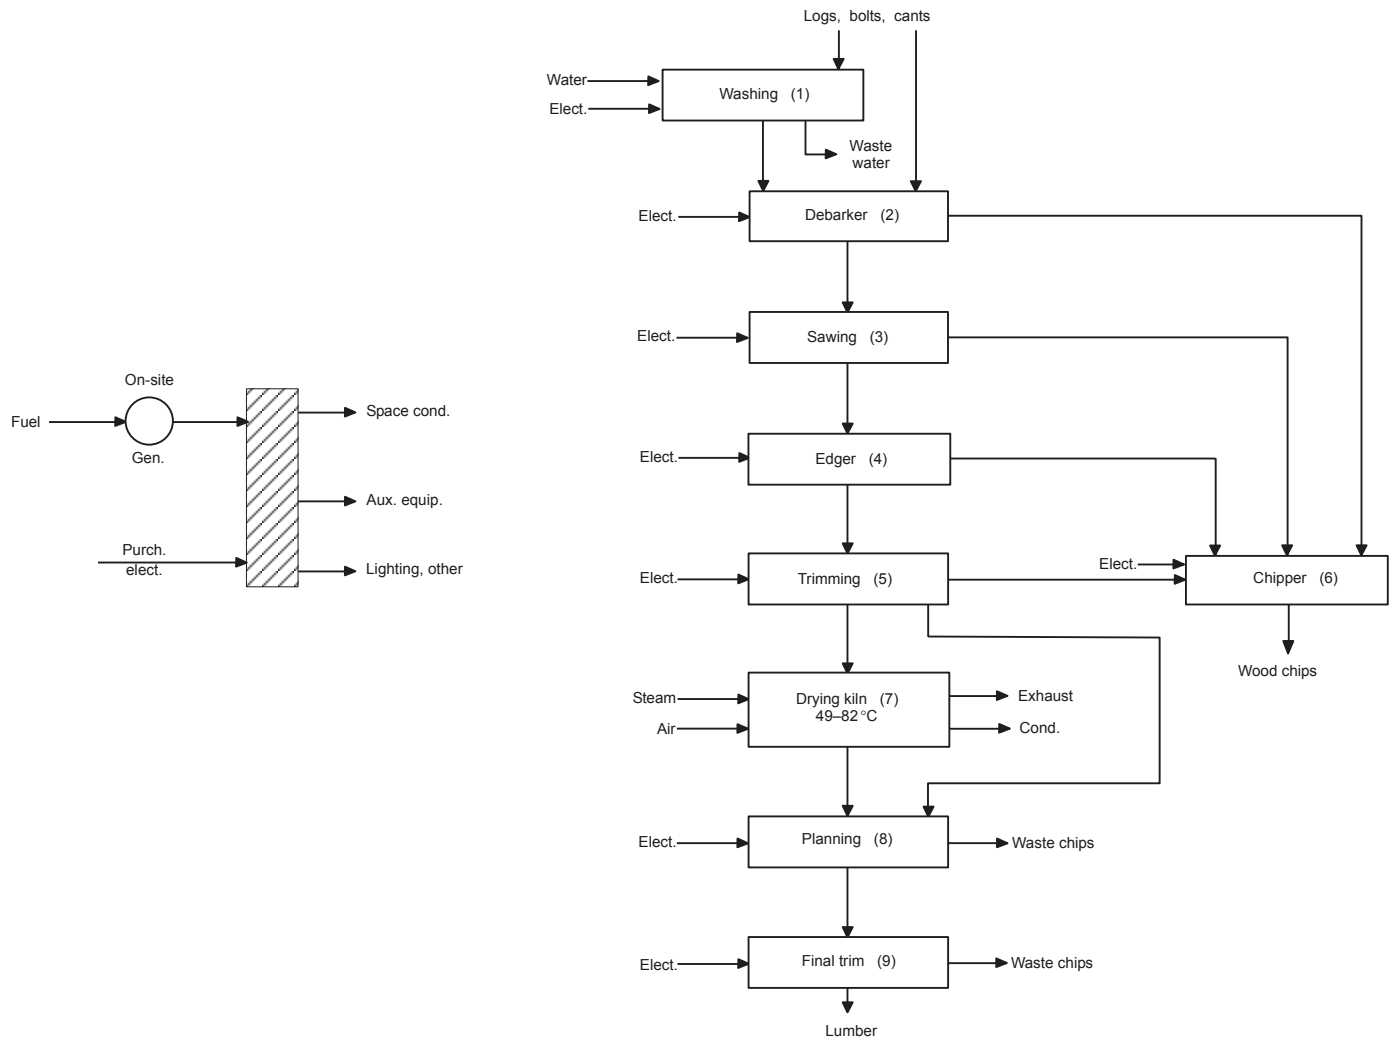 Logs, bolts, cants
Water
Elect.
Washing (1)
Waste
water
Elect.
Debarker (2)
Elect.
Sawing (3)
On-site
Fuel
Gen.
Space cond.
Elect.
Edger (4)
Aux. equip.
Purch.
elect.
Lighting, other
Elect.
Trimming (5)
Elect.
Chipper (6)
Wood chips
Steam
Air
Drying kiln (7)
49–82°C
Exhaust
Cond.
Elect.
Planning (8)
Waste chips
Elect.
Final trim (9)
Waste chips
Lumber